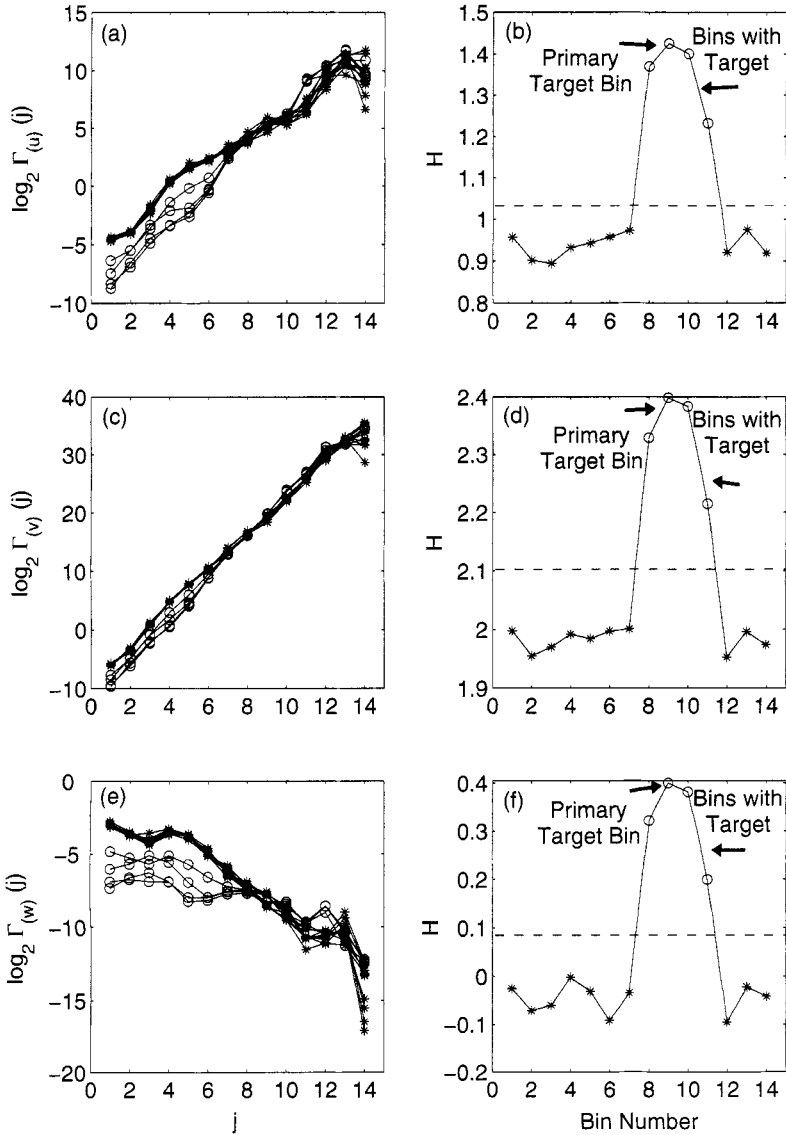 (a)
log2 Γ(u) (j)
15
10
5
0
−5
−10
0 2 4 6 8 10 12 14
(b)
Primary
Target Bin
Bins with
Target
H
1.5
1.4
1.3
1.2
1.1
1
0.9
0.8
0 2 4 6 8 10 12 14
(c)
log2 Γ(v) (j)
40
30
20
10
0
−10
0 2 4 6 8 10 12 14
(d)
Primary
Target Bin
Bins with
Target
H
2.4
2.3
2.2
2.1
2
1.9
0 2 4 6 8 10 12 14
(e)
log2 Γ(w) (j)
0
−5
−10
−15
−20
0 2 4 6 8 10 12 14
j
(f)
Primary
Target Bin
Bins with
Target
H
0.4
0.3
0.2
0.1
0
−0.1
−0.2
0 2 4 6 8 10 12 14
Bin Number